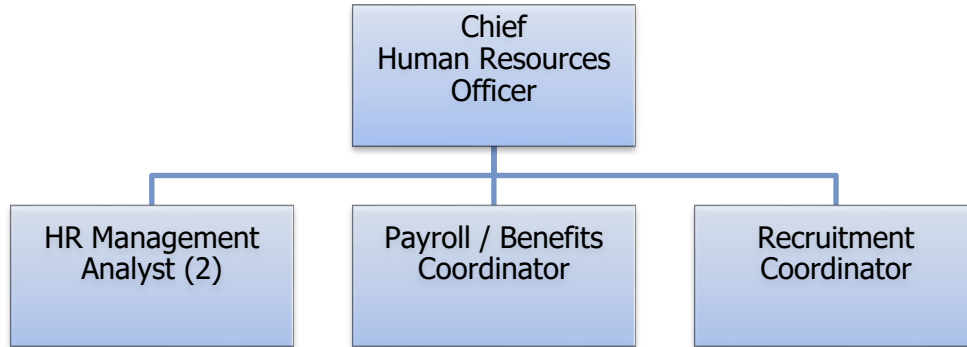 Chief
Human Resources
Officer
HR Management
Analyst (2)
Payroll / Benefits
Coordinator
Recruitment
Coordinator